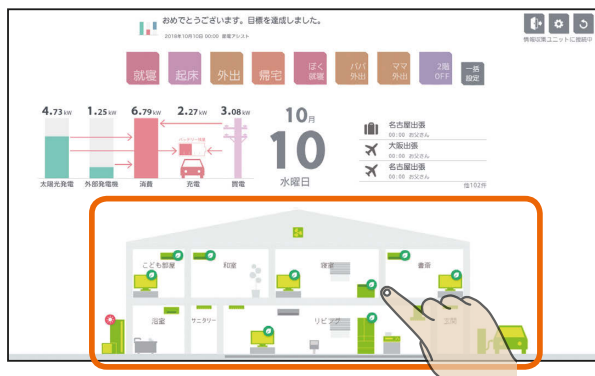 おめでとうございます。目標を達成しました。
2018年10月10日 00:00 家電アシスト
情報収集ユニットに接続中
就寝
起床
外出
帰宅
ぼく
就寝
パパ
外出
ママ
外出
2階
OFF
一括
設定
4.73kW
1.25kW
6.79kW
2.27kW
3.08kW
太陽光発電
外部発電機
消費
充電
買電
10月
10
水曜日
名古屋出張
00:00 お父さん
大阪出張
00:00 お父さん
名古屋出張
00:00 お父さん
他102件
こども部屋
和室
寝室
書斎
浴室
サニタリー
リビング
玄関